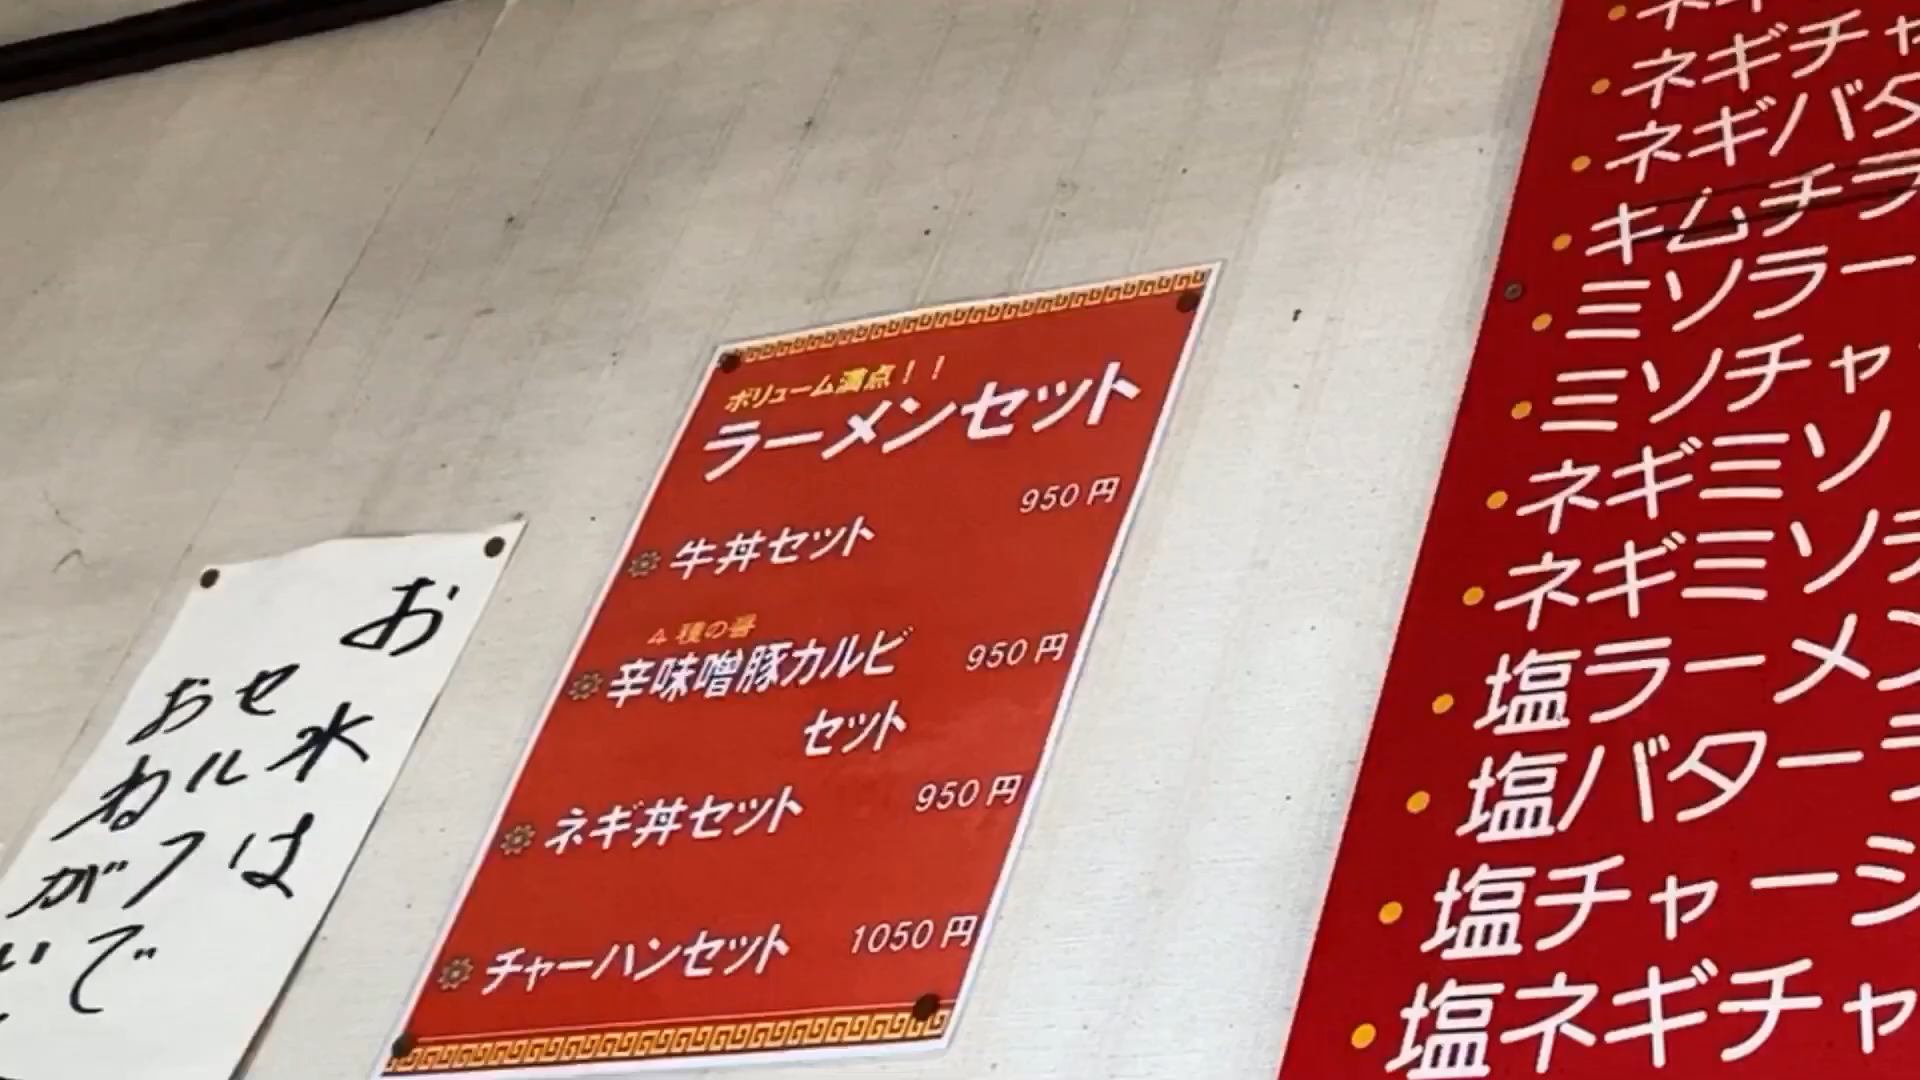 ボリューム満点！！
ラーメンセット
牛丼セット 950円
4種の醤
辛味噌豚カルビ 950円
セット
ネギ丼セット 950円
チャーハンセット 1050円
お水は
セルフで
おねがい
ネギチャ
ネギバタ
キムチラ
ミソラー
ミソチャ
ネギミソ
ネギミソチ
塩ラーメン
塩バターラ
塩チャーシ
塩ネギチャ